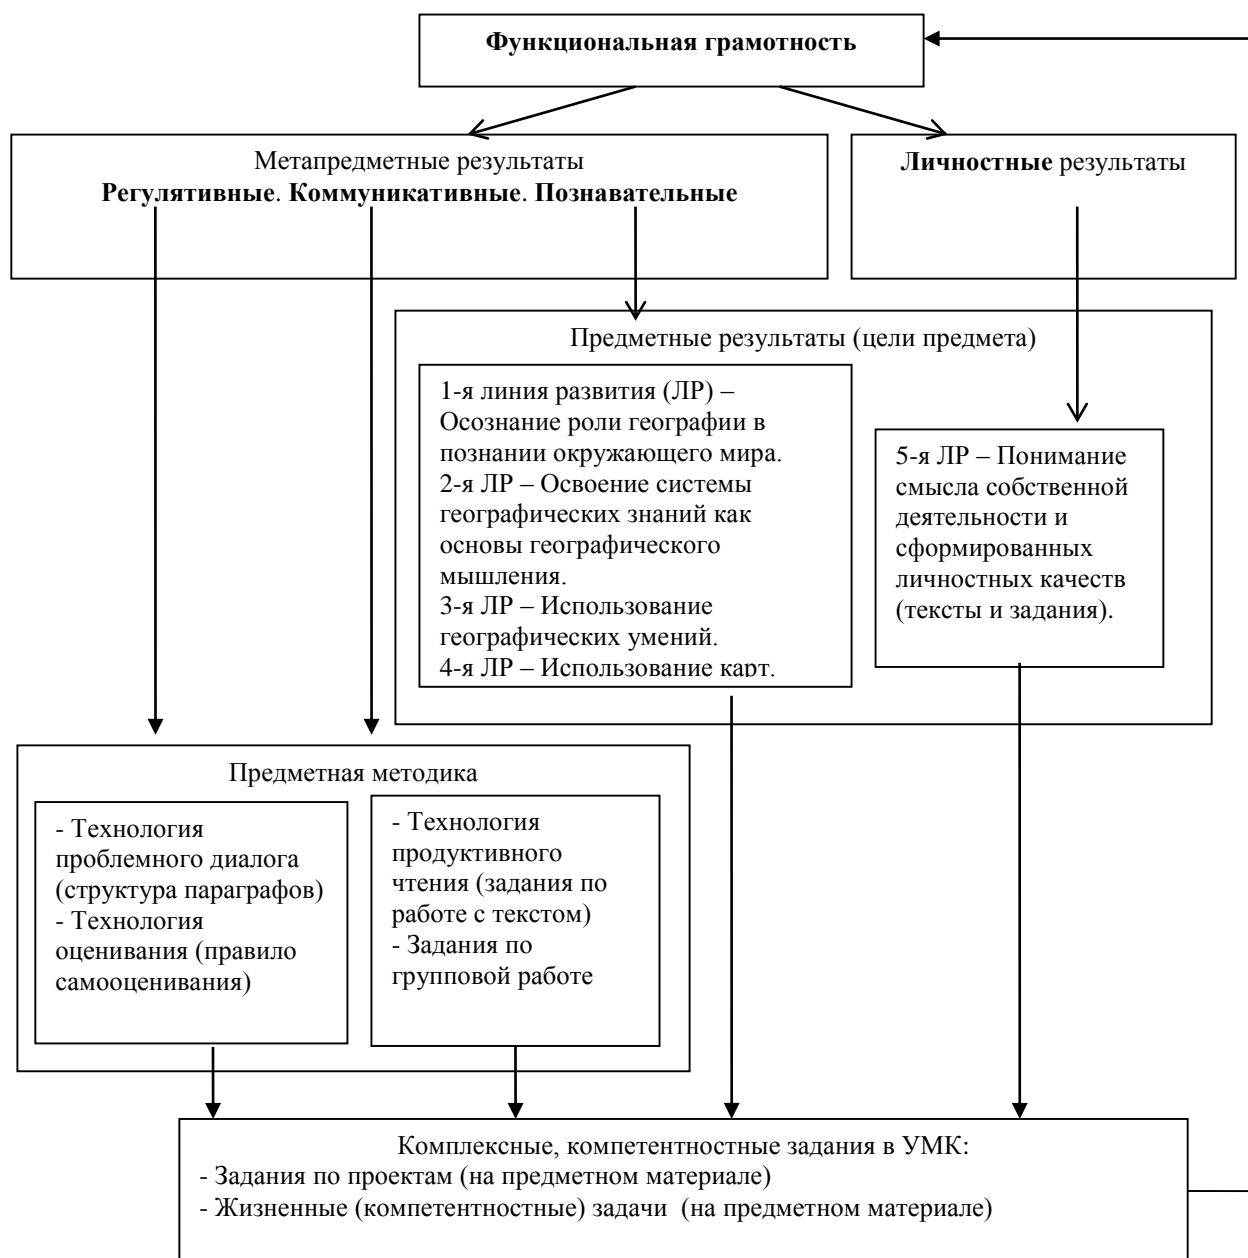 Функциональная грамотность
Метапредметные результаты
Регулятивные. Коммуникативные. Познавательные
Личностные результаты
Предметные результаты (цели предмета)
1-я линия развития (ЛР) –
Осознание роли географии в
познании окружающего мира.
2-я ЛР – Освоение системы
географических знаний как
основы географического
мышления.
3-я ЛР – Использование
географических умений.
4-я ЛР – Использование карт.
5-я ЛР – Понимание
смысла собственной
деятельности и
сформированных
личностных качеств
(тексты и задания).
Предметная методика
- Технология
проблемного диалога
(структура параграфов)
- Технология
оценивания (правило
самооценивания)
- Технология
продуктивного
чтения (задания по
работе с текстом)
- Задания по
групповой работе
Комплексные, компетентностные задания в УМК:
- Задания по проектам (на предметном материале)
- Жизненные (компетентностные) задачи (на предметном материале)